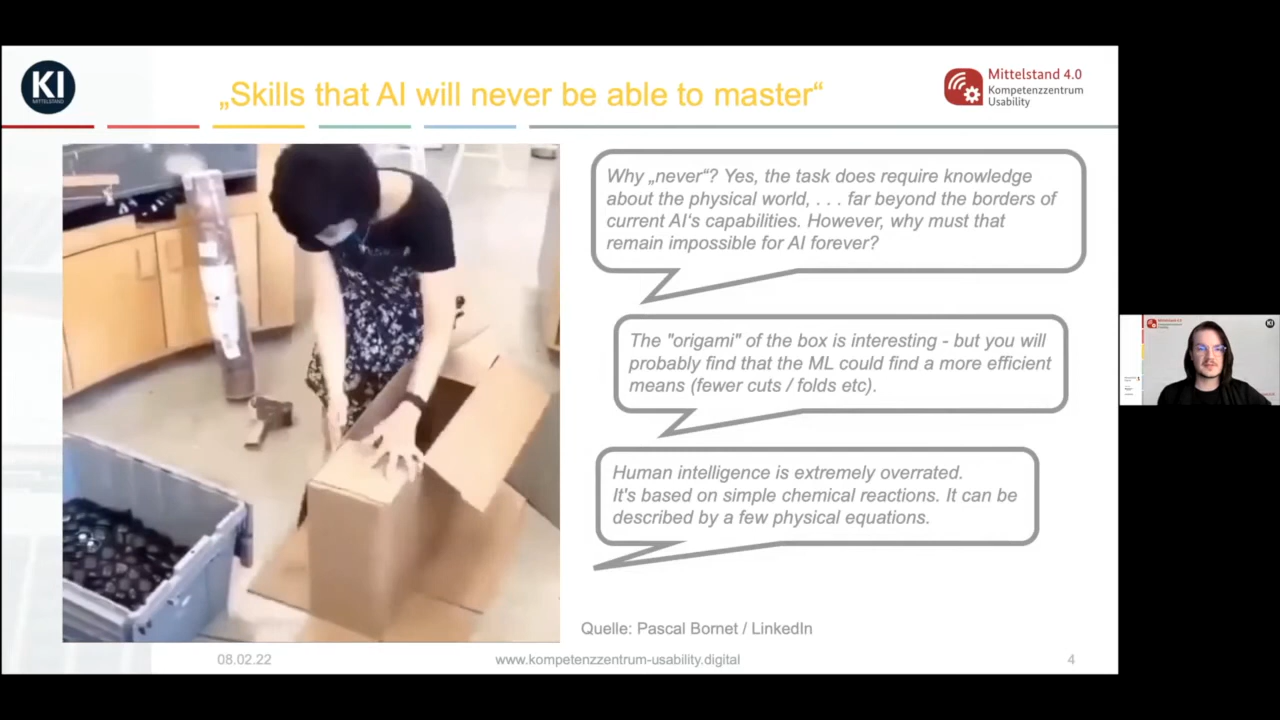 KI
MITTELSTAND
„Skills that AI will never be able to master“
Mittelstand 4.0
Kompetenzzentrum
Usability
Why „never“? Yes, the task does require knowledge
about the physical world, . . . far beyond the borders of
current AI's capabilities. However, why must that
remain impossible for AI forever?
The "origami" of the box is interesting - but you will
probably find that the ML could find a more efficient
means (fewer cuts / folds etc).
Human intelligence is extremely overrated.
It's based on simple chemical reactions. It can be
described by a few physical equations.
Quelle: Pascal Bornet / LinkedIn
08.02.22
www.kompetenzzentrum-usability.digital
4